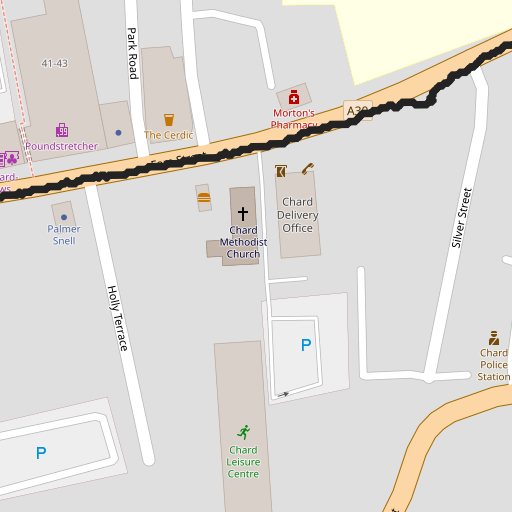 Park Road
41-43
Morton's
Pharmacy
The Cerdic
Poundstretcher
Palmer
Snell
Chard
Methodist
Church
Chard
Delivery
Office
Silver Street
Holly Terrace
P
Chard
Police
Station
Chard
Leisure
Centre
P